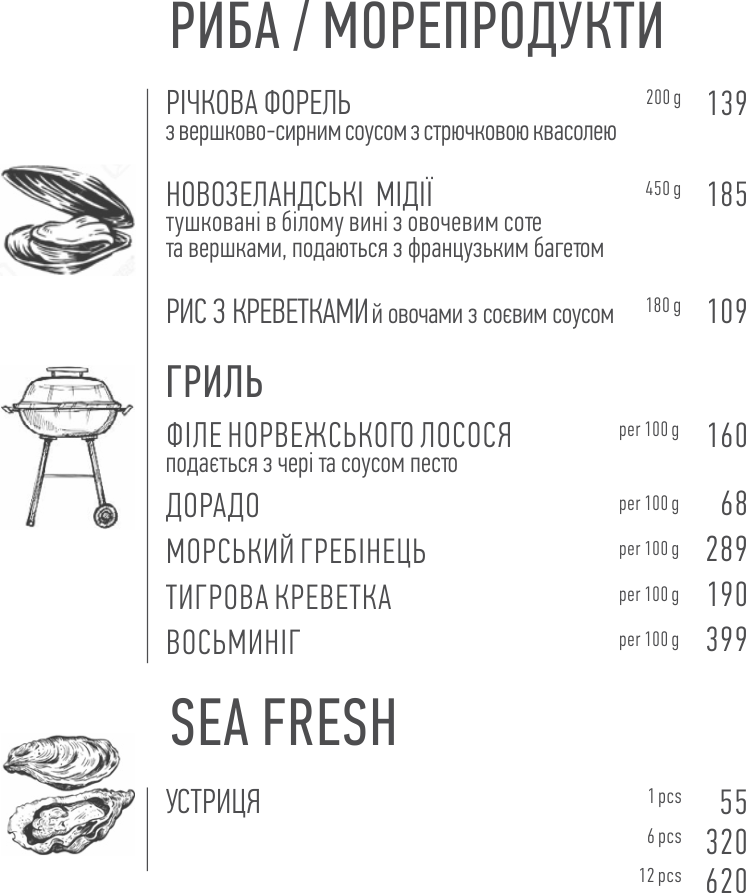 РИБА / МОРЕПРОДУКТИ
РІЧКОВА ФОРЕЛЬ 200 g 139
з вершково-сирним соусом з стрючковою квасолею
НОВОЗЕЛАНДСЬКІ МІДІЇ 450 g 185
тушковані в білому вині з овочевим соте
та вершками, подаються з французьким багетом
РИС З КРЕВЕТКАМИ й овочами з соєвим соусом 180 g 109
ГРИЛЬ
ФІЛЕ НОРВЕЖСЬКОГО ЛОСОСЯ per 100 g 160
подається з чері та соусом песто
ДОРАДО per 100 g 68
МОРСЬКИЙ ГРЕБІНЕЦЬ per 100 g 289
ТИГРОВА КРЕВЕТКА per 100 g 190
ВОСЬМИНІГ per 100 g 399
SEA FRESH
УСТРИЦЯ 1 pcs 55
6 pcs 320
12 pcs 620